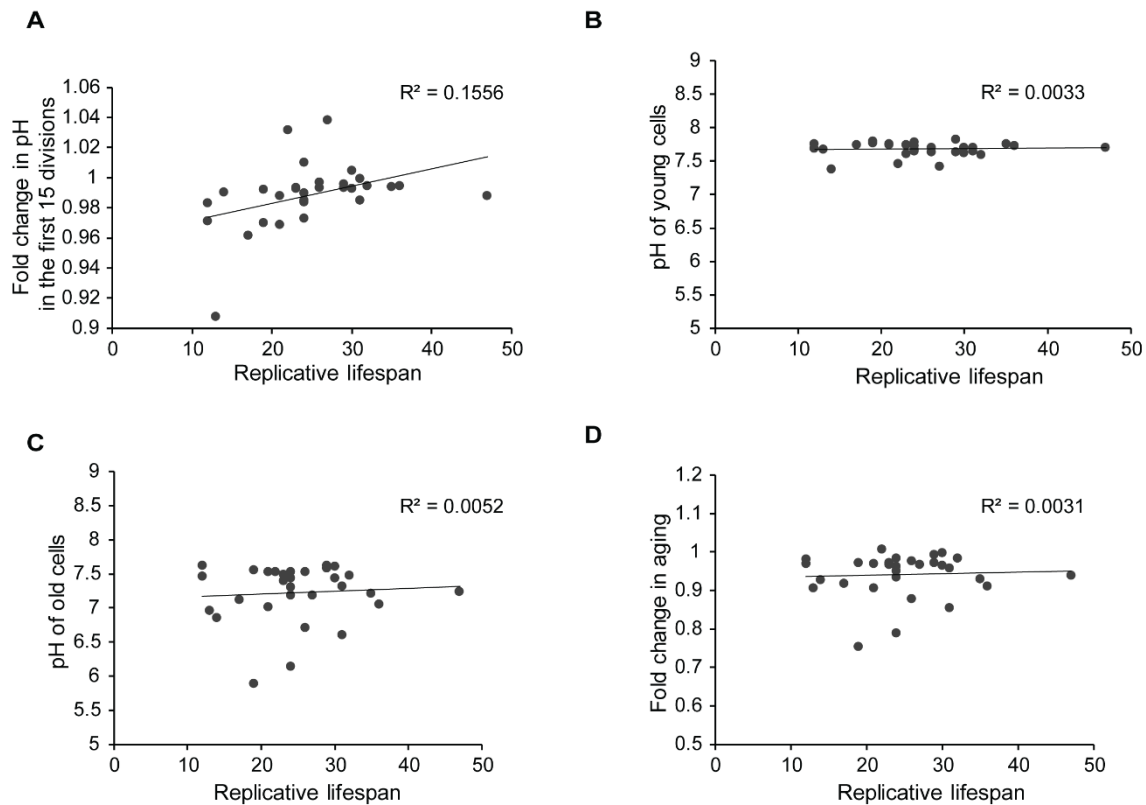 A
R² = 0.1556
Fold change in pH
in the first 15 divisions
1.06
1.04
1.02
1
0.98
0.96
0.94
0.92
0.9
0 10 20 30 40 50
Replicative lifespan
B
R² = 0.0033
pH of young cells
9
8.5
8
7.5
7
6.5
6
5.5
5
0 10 20 30 40 50
Replicative lifespan
C
R² = 0.0052
pH of old cells
9
8.5
8
7.5
7
6.5
6
5.5
5
0 10 20 30 40 50
Replicative lifespan
D
R² = 0.0031
Fold change in aging
1.2
1.1
1
0.9
0.8
0.7
0.6
0.5
0 10 20 30 40 50
Replicative lifespan